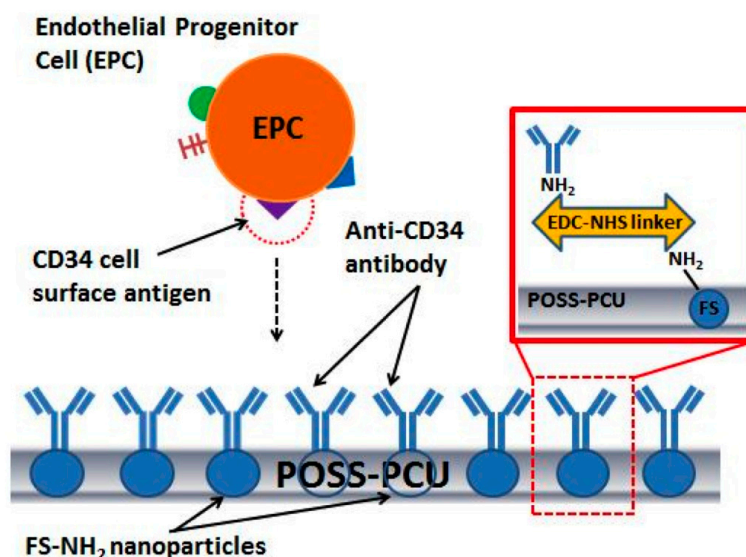 Endothelial Progenitor
Cell (EPC)
EPC
CD34 cell
surface antigen
Anti-CD34
antibody
NH₂
EDC-NHS linker
NH₂
POSS-PCU
FS
POSS-PCU
FS-NH₂ nanoparticles